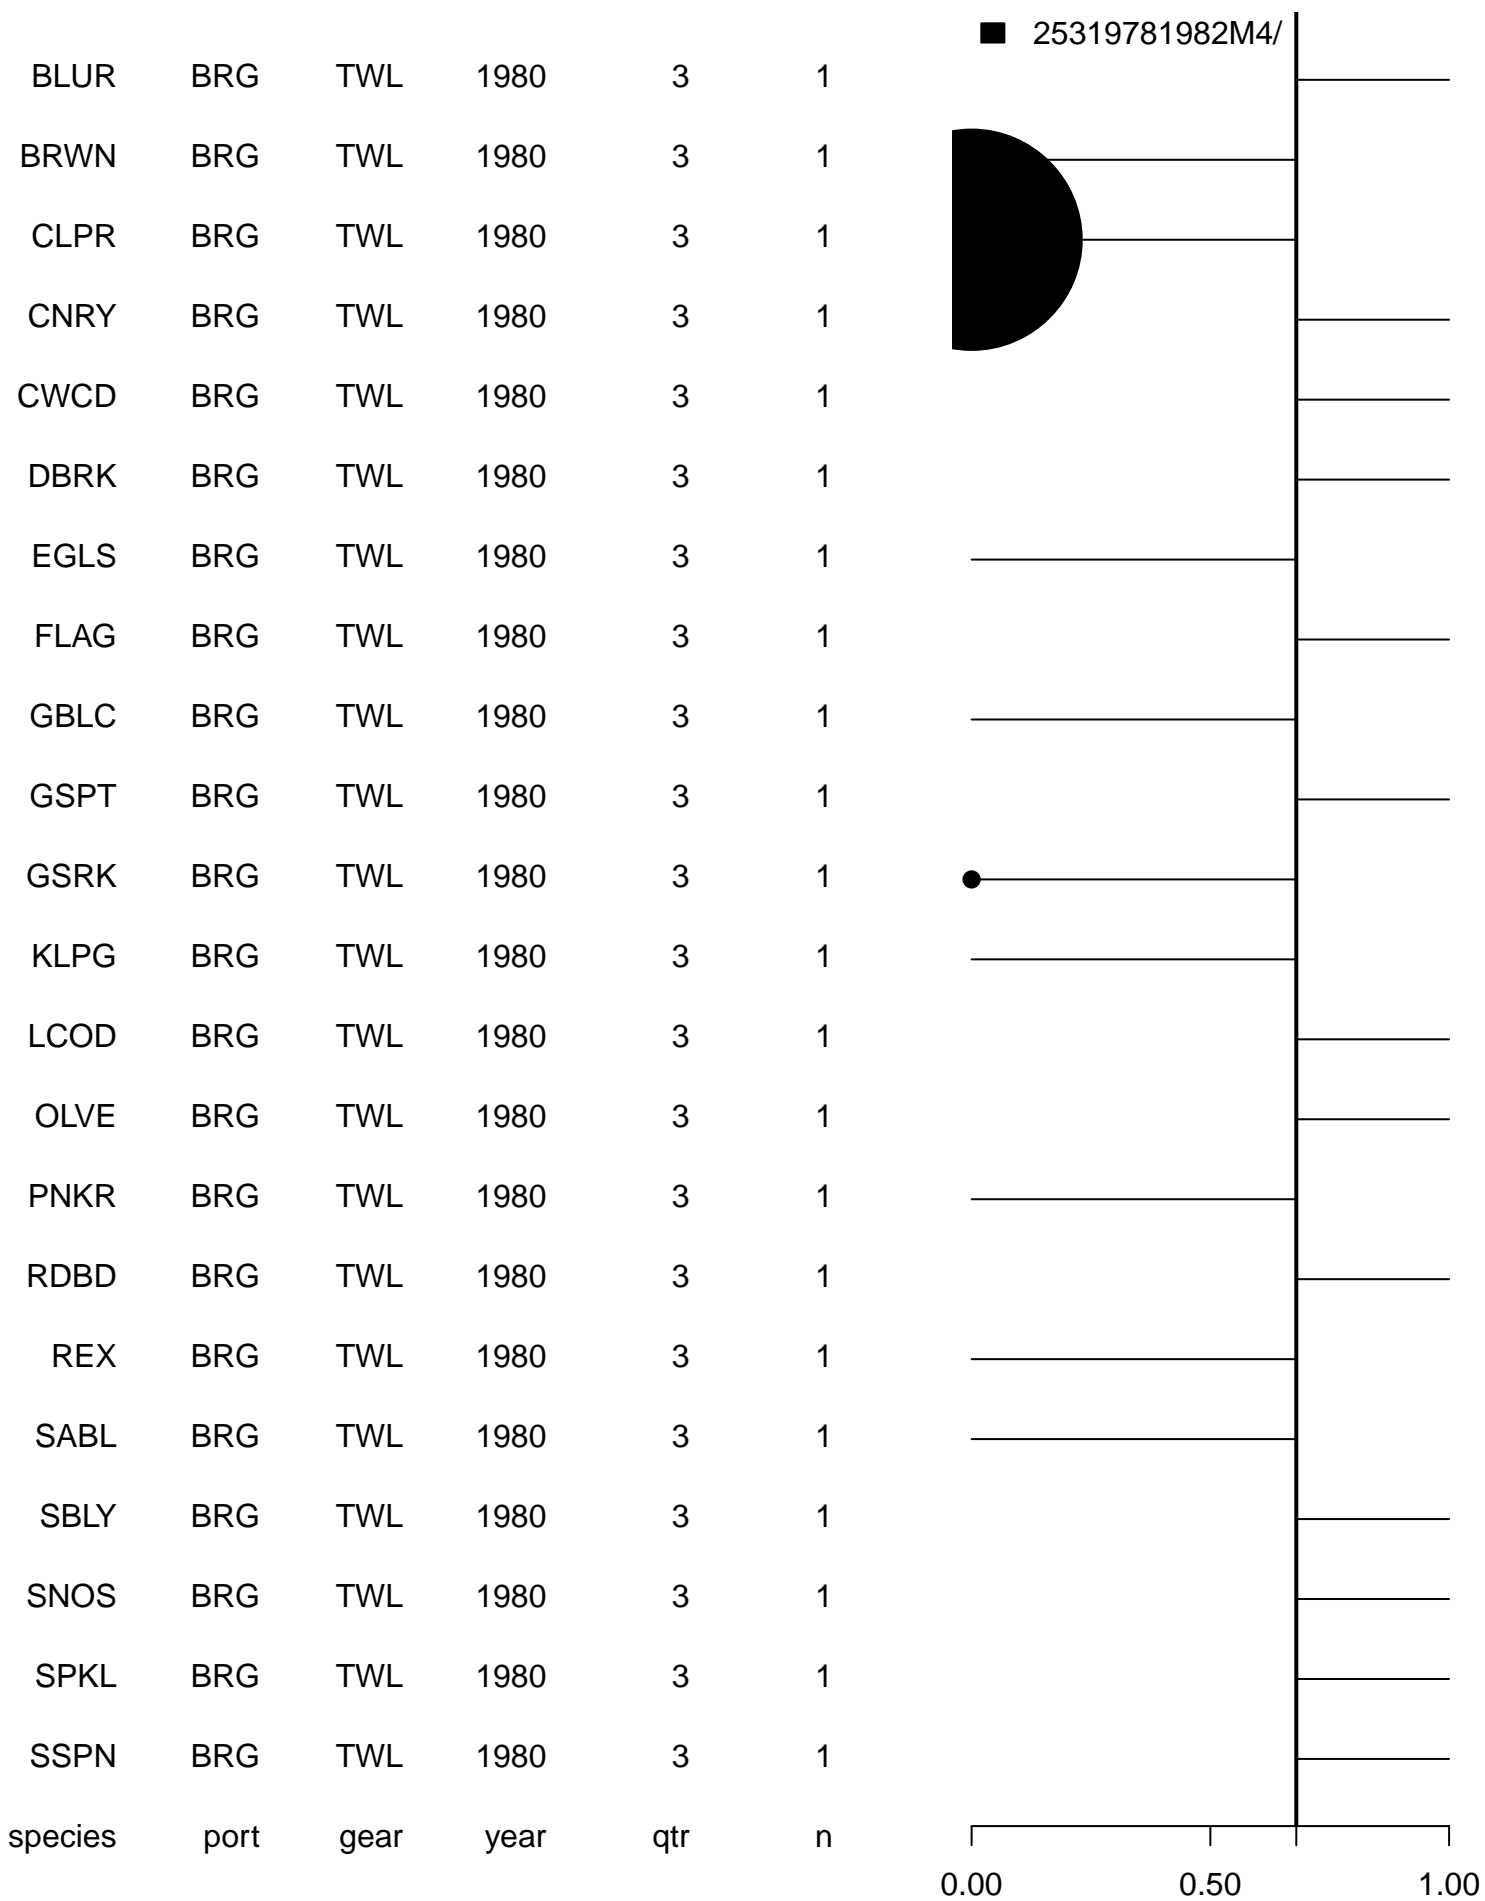 25319781982M4/
BLUR BRG TWL 1980 3 1
BRWN BRG TWL 1980 3 1
CLPR BRG TWL 1980 3 1
CNRY BRG TWL 1980 3 1
CWCD BRG TWL 1980 3 1
DBRK BRG TWL 1980 3 1
EGLS BRG TWL 1980 3 1
FLAG BRG TWL 1980 3 1
GBLC BRG TWL 1980 3 1
GSPT BRG TWL 1980 3 1
GSRK BRG TWL 1980 3 1
KLPG BRG TWL 1980 3 1
LCOD BRG TWL 1980 3 1
OLVE BRG TWL 1980 3 1
PNKR BRG TWL 1980 3 1
RDBD BRG TWL 1980 3 1
REX BRG TWL 1980 3 1
SABL BRG TWL 1980 3 1
SBLY BRG TWL 1980 3 1
SNOS BRG TWL 1980 3 1
SPKL BRG TWL 1980 3 1
SSPN BRG TWL 1980 3 1
species port gear year qtr n
0.00 0.50 1.00